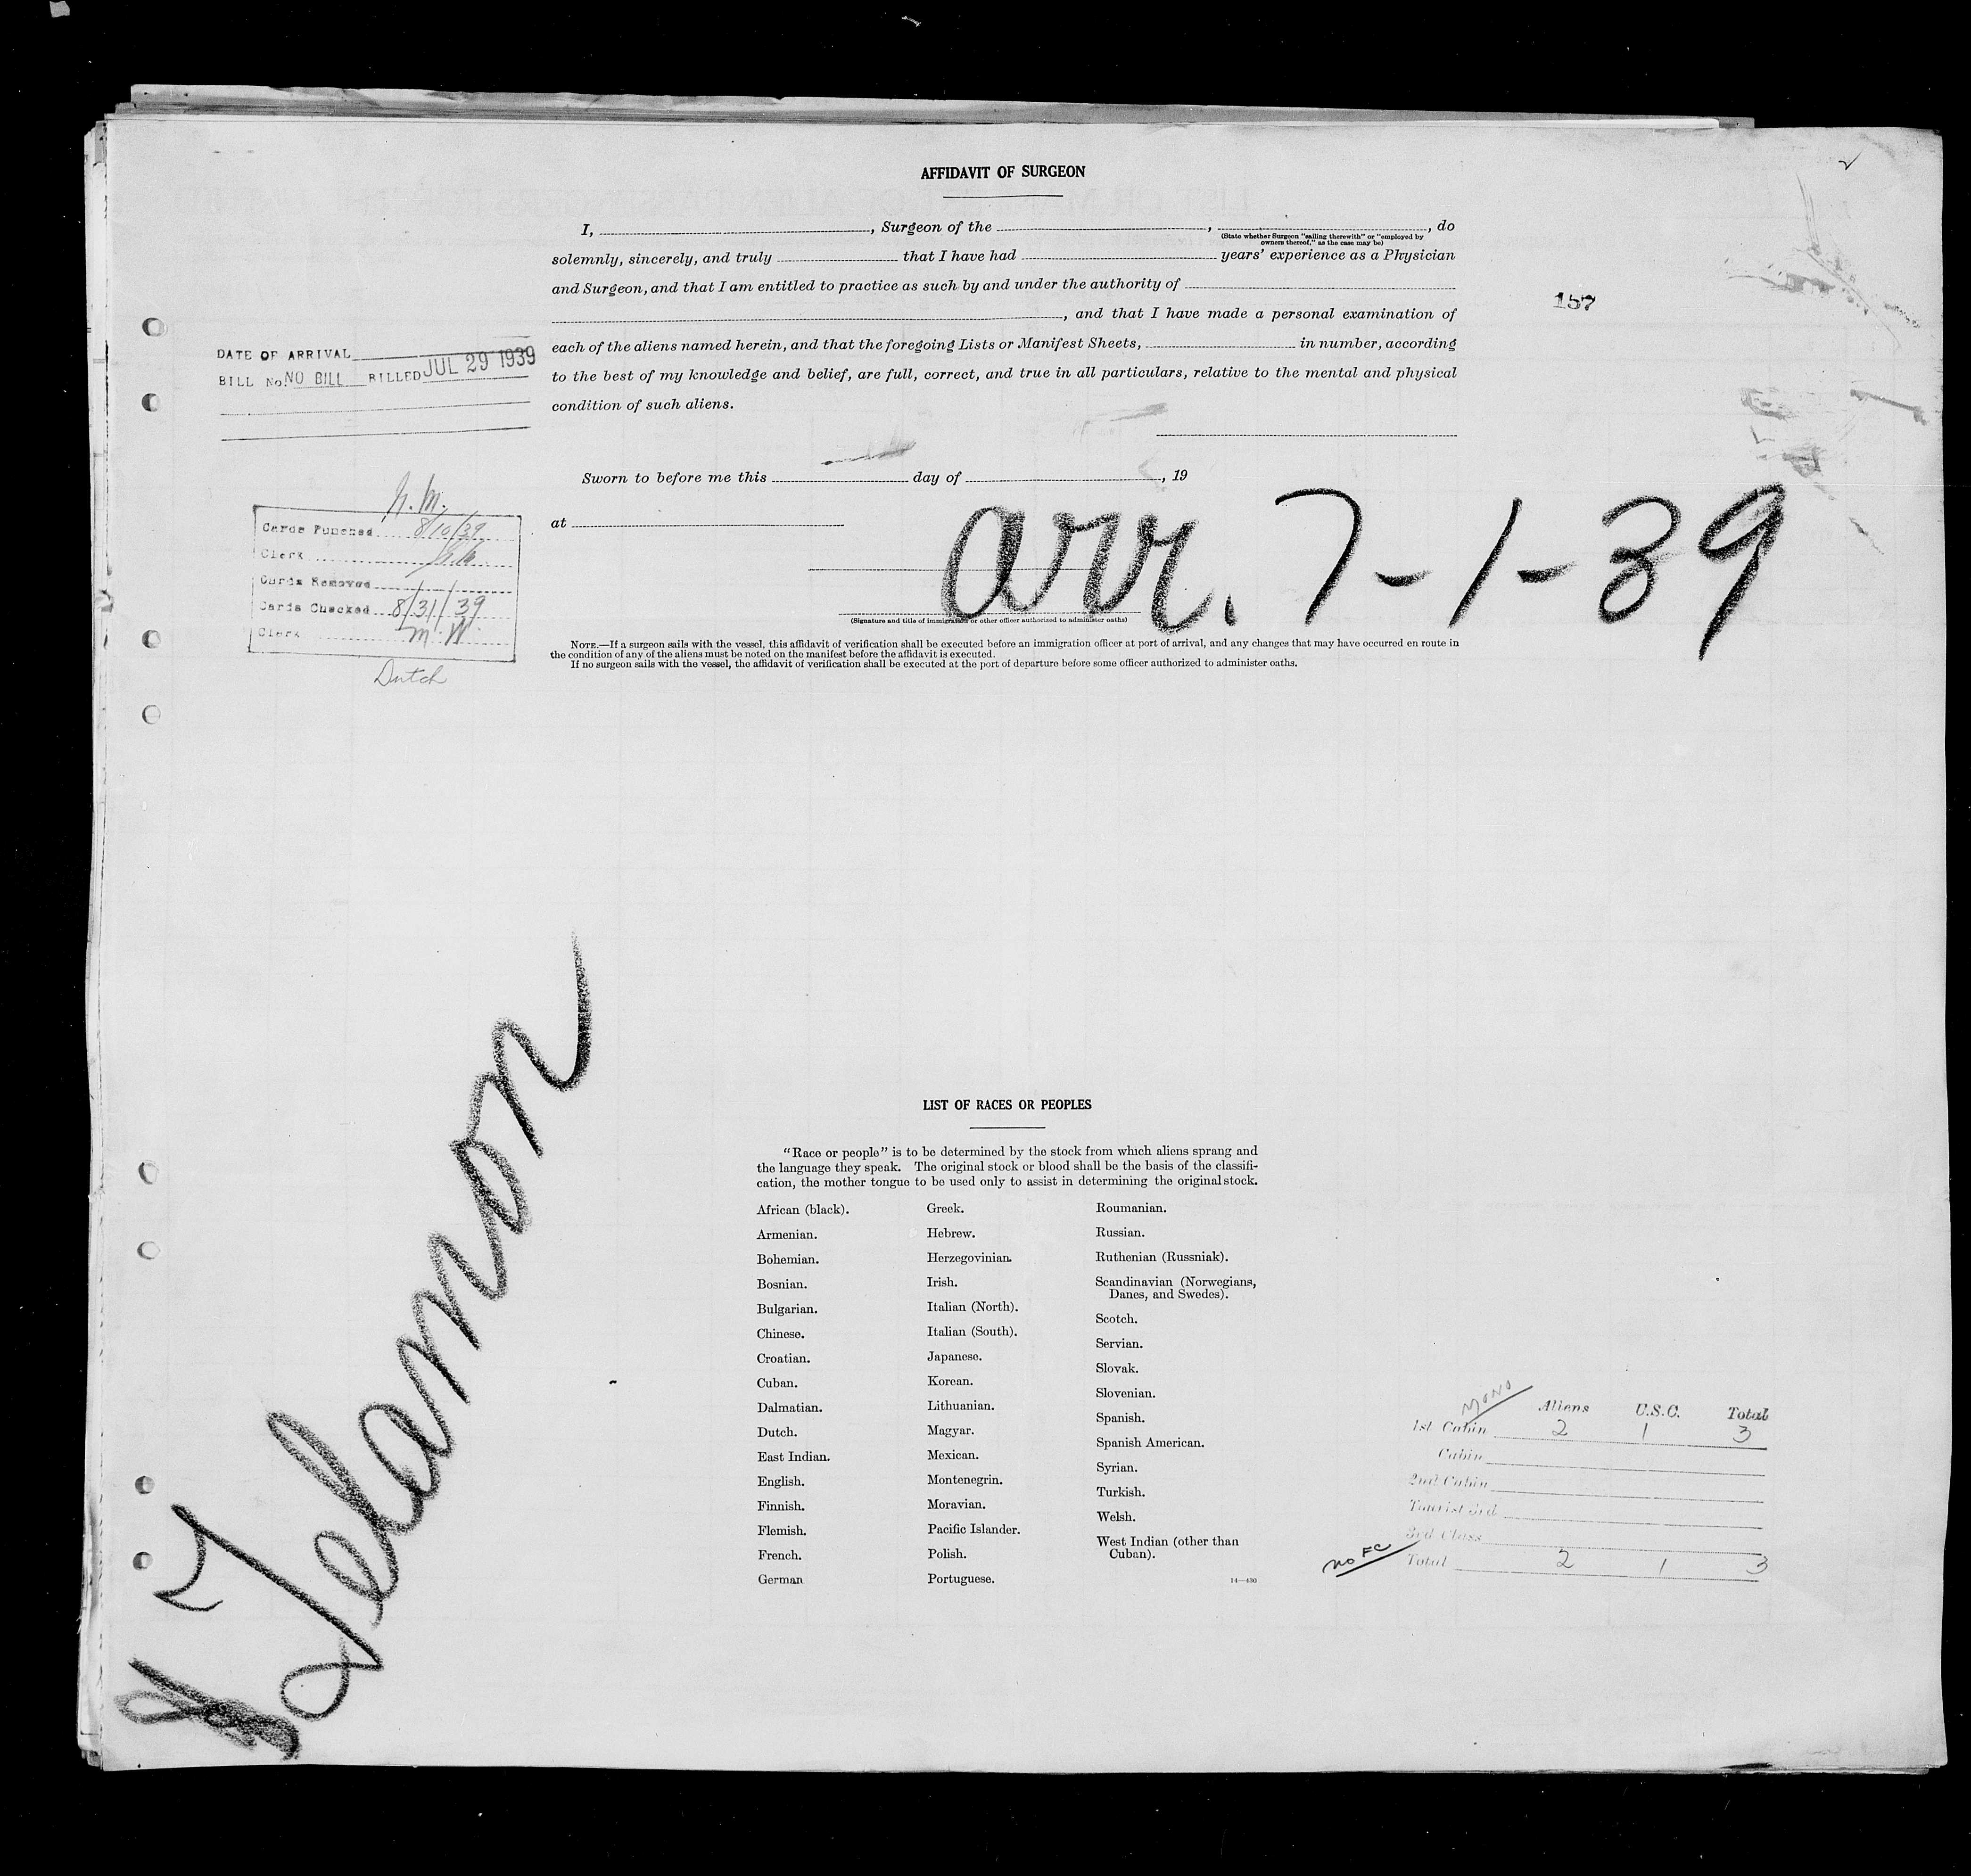 AFFIDAVIT OF SURGEON
I, , Surgeon of the , , do
(State whether Surgeon "sailing therewith" or "employed by
owners thereof," as the case may be)
solemnly, sincerely, and truly that I have had years' experience as a Physician
and Surgeon, and that I am entitled to practice as such by and under the authority of
, and that I have made a personal examination of
each of the aliens named herein, and that the foregoing Lists or Manifest Sheets, in number, according
to the best of my knowledge and belief, are full, correct, and true in all particulars, relative to the mental and physical
condition of such aliens.
157
DATE OF ARRIVAL
BILL No NO BILL BILLED JUL 29 1939
Sworn to before me this day of , 19
at
arr. 7-1-39
(Signature and title of immigration or other officer authorized to administer oaths)
NOTE.—If a surgeon sails with the vessel, this affidavit of verification shall be executed before an immigration officer at port of arrival, and any changes that may have occurred en route in
the condition of any of the aliens must be noted on the manifest before the affidavit is executed.
If no surgeon sails with the vessel, the affidavit of verification shall be executed at the port of departure before some officer authorized to administer oaths.
Cards Punched 8/10/39
Clerk
Cards Removed
Cards Checked 8/31/39
Clerk M.W.
Dutch
Telamon
LIST OF RACES OR PEOPLES
"Race or people" is to be determined by the stock from which aliens sprang and
the language they speak. The original stock or blood shall be the basis of the classifi-
cation, the mother tongue to be used only to assist in determining the original stock.
African (black).
Armenian.
Bohemian.
Bosnian.
Bulgarian.
Chinese.
Croatian.
Cuban.
Dalmatian.
Dutch.
East Indian.
English.
Finnish.
Flemish.
French.
German
Greek.
Hebrew.
Herzegovinian.
Irish.
Italian (North).
Italian (South).
Japanese.
Korean.
Lithuanian.
Magyar.
Mexican.
Montenegrin.
Moravian.
Pacific Islander.
Polish.
Portuguese.
Roumanian.
Russian.
Ruthenian (Russniak).
Scandinavian (Norwegians,
Danes, and Swedes).
Scotch.
Servian.
Slovak.
Slovenian.
Spanish.
Spanish American.
Syrian.
Turkish.
Welsh.
West Indian (other than
Cuban).
14—430
Aliens U.S.C. Total
1st Cabin 2 1 3
Cabin
2nd Cabin
Tourist 3rd
3rd Class
no FC
Total 2 1 3